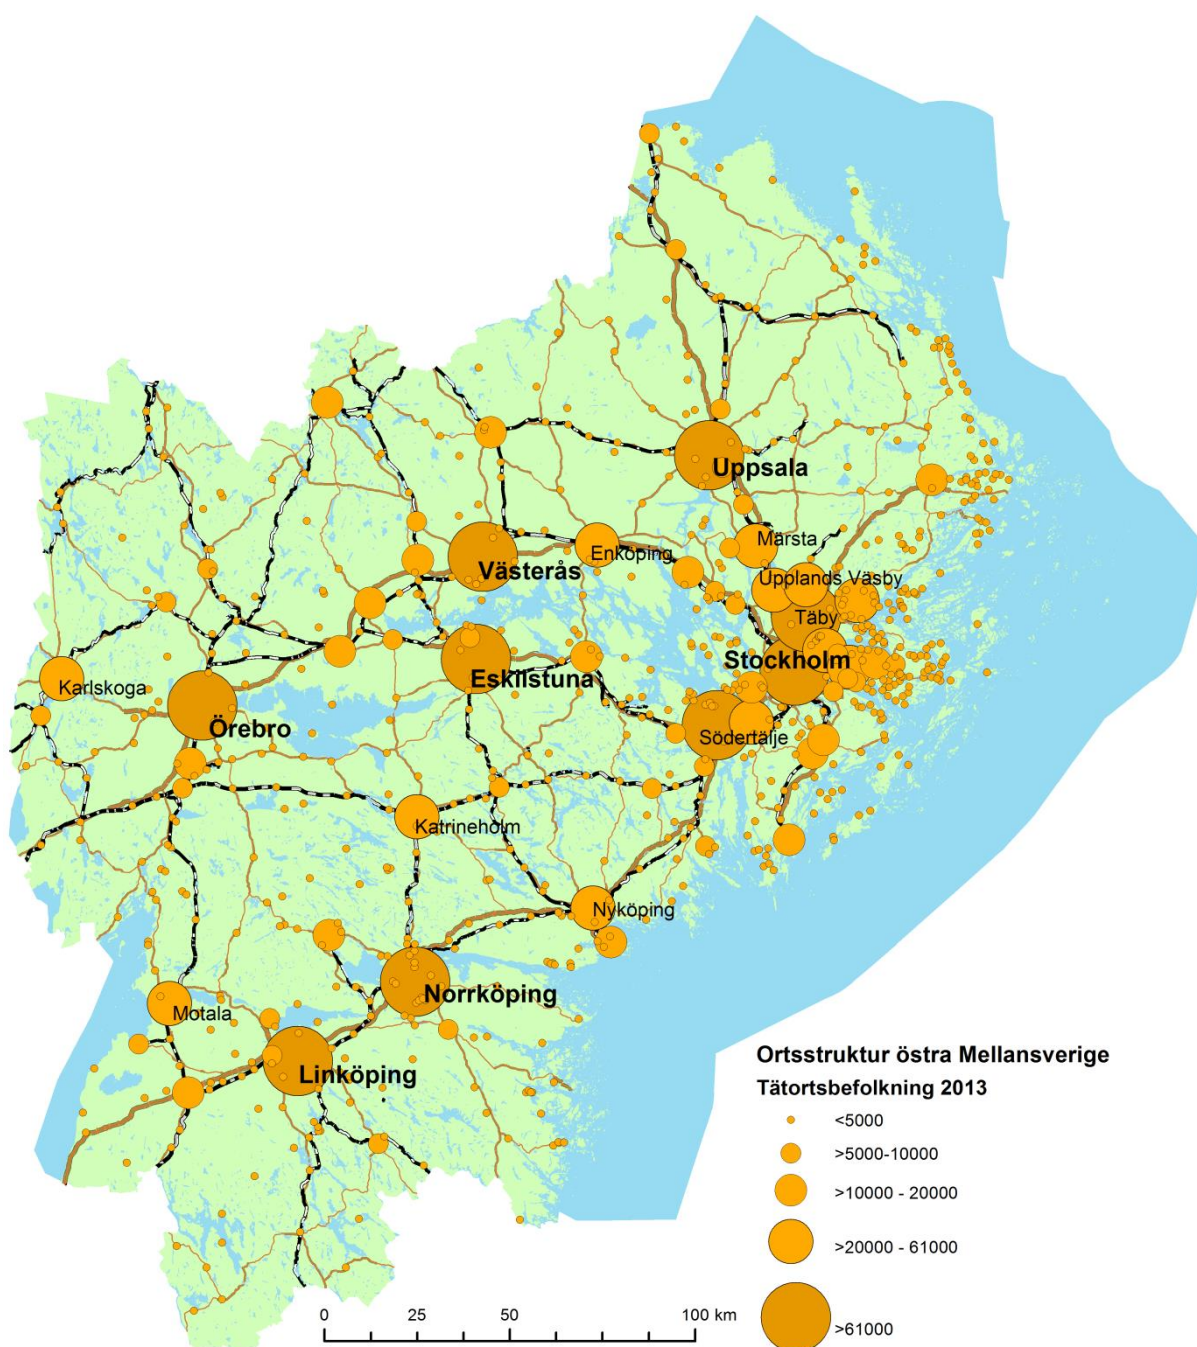 Uppsala
Märsta
Enköping
Västerås
Upplands Väsby
Täby
Stockholm
Eskilstuna
Karlskoga
Örebro
Södertälje
Katrineholm
Nyköping
Norrköping
Motala
Linköping
Ortsstruktur östra Mellansverige
Tätortsbefolkning 2013
<5000
>5000-10000
>10000 - 20000
>20000 - 61000
>61000
0 25 50 100 km